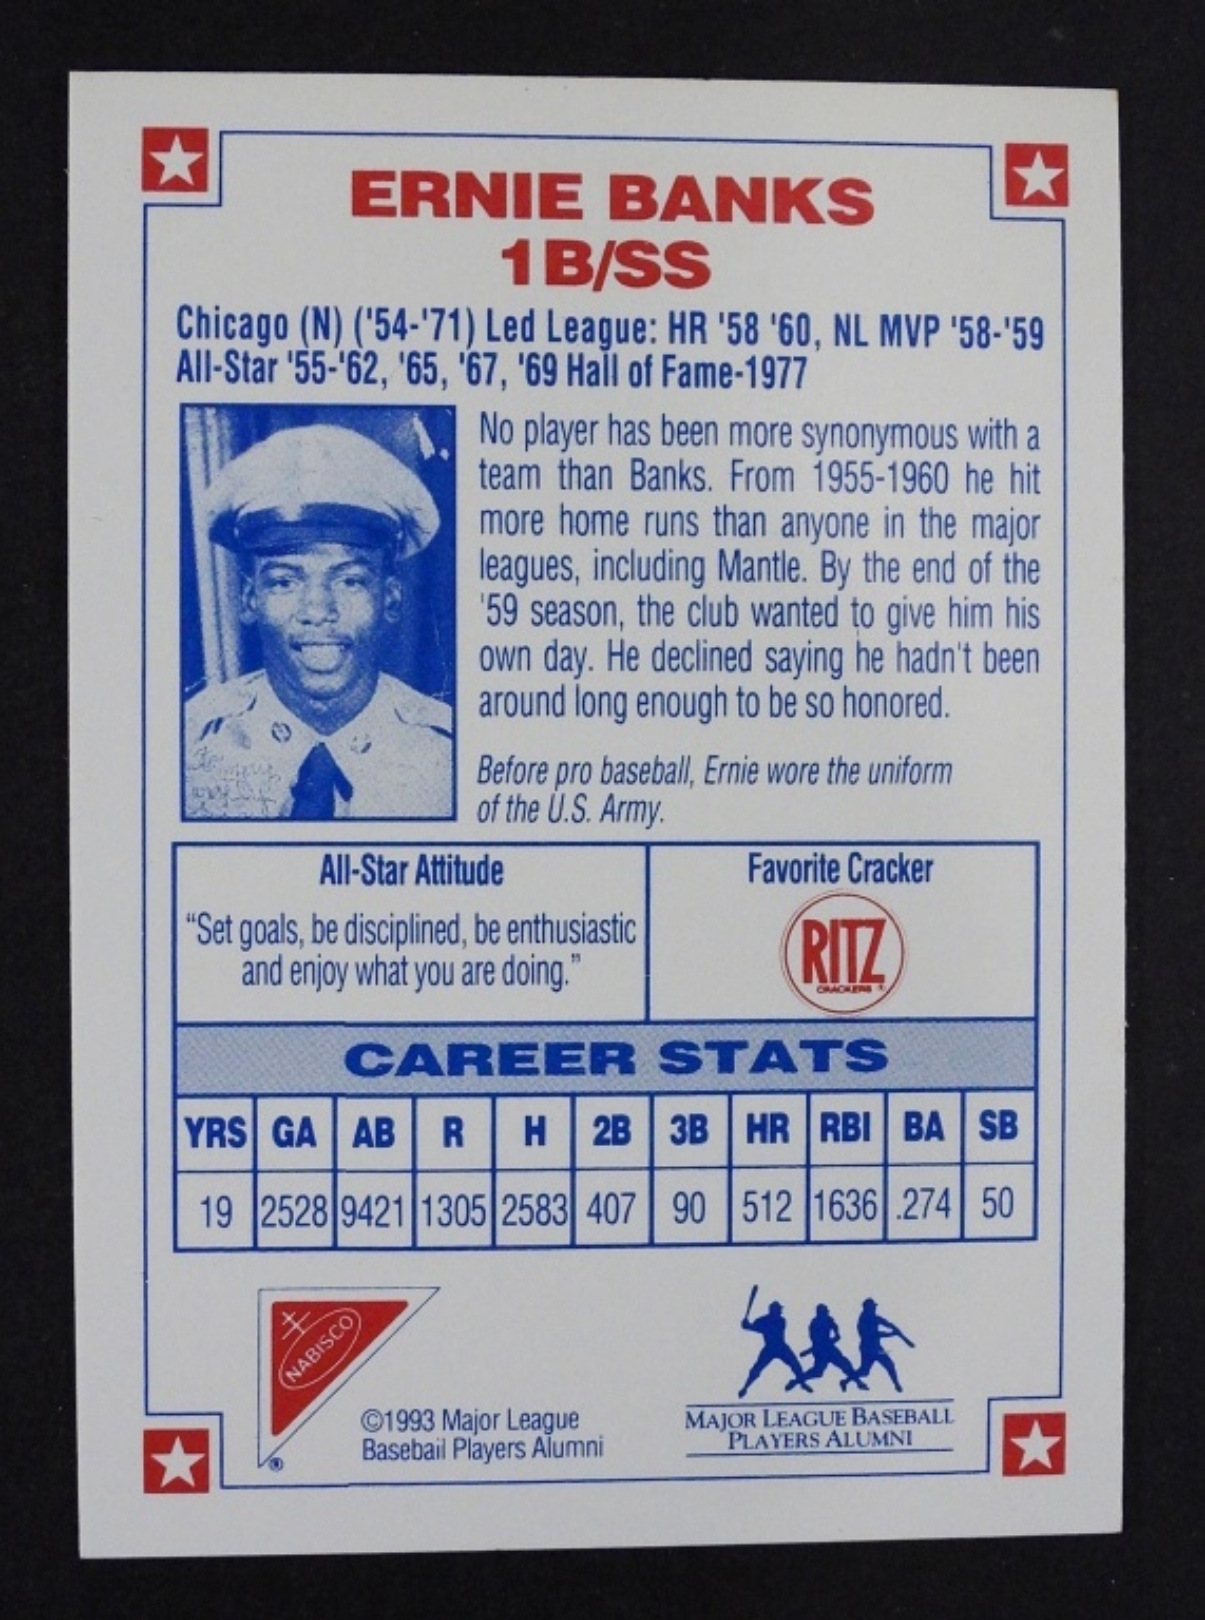 ERNIE BANKS
1B/SS
Chicago (N) ('54-'71) Led League: HR '58 '60, NL MVP '58-'59
All-Star '55-'62, '65, '67, '69 Hall of Fame-1977
No player has been more synonymous with a
team than Banks. From 1955-1960 he hit
more home runs than anyone in the major
leagues, including Mantle. By the end of the
'59 season, the club wanted to give him his
own day. He declined saying he hadn't been
around long enough to be so honored.
Before pro baseball, Ernie wore the uniform
of the U.S. Army.
All-Star Attitude
“Set goals, be disciplined, be enthusiastic
and enjoy what you are doing.”
Favorite Cracker
RITZ
CRACKERS ®
CAREER STATS
YRS GA AB R H 2B 3B HR RBI BA SB
19 2528 9421 1305 2583 407 90 512 1636 .274 50
NABISCO
®
©1993 Major League
Baseball Players Alumni
MAJOR LEAGUE BASEBALL
PLAYERS ALUMNI